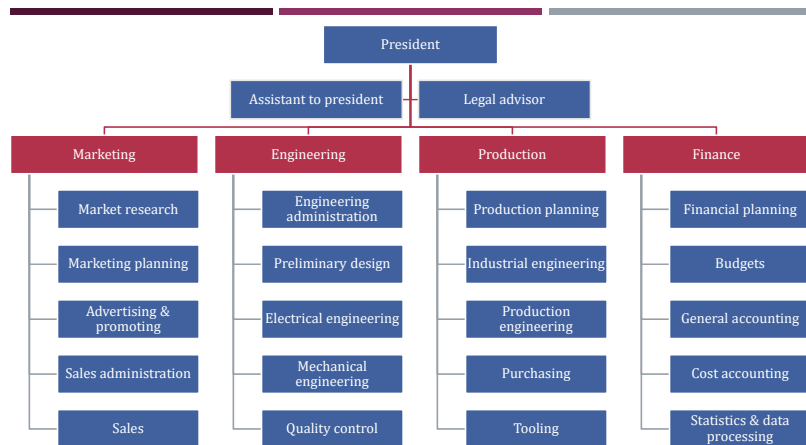 President
Assistant to president
Legal advisor
Marketing
Engineering
Production
Finance
Market research
Marketing planning
Advertising &
promoting
Sales administration
Sales
Engineering
administration
Preliminary design
Electrical engineering
Mechanical
engineering
Quality control
Production planning
Industrial engineering
Production
engineering
Purchasing
Tooling
Financial planning
Budgets
General accounting
Cost accounting
Statistics & data
processing